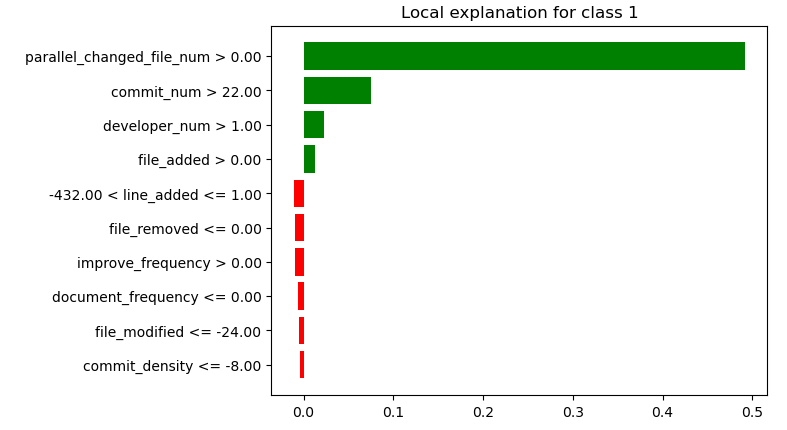 Local explanation for class 1
parallel_changed_file_num > 0.00
commit_num > 22.00
developer_num > 1.00
file_added > 0.00
-432.00 < line_added <= 1.00
file_removed <= 0.00
improve_frequency > 0.00
document_frequency <= 0.00
file_modified <= -24.00
commit_density <= -8.00
0.0 0.1 0.2 0.3 0.4 0.5